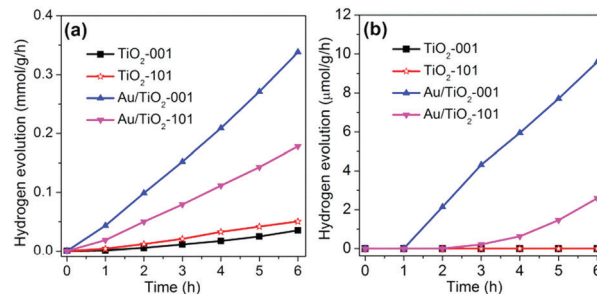 (a)
TiO2-001
TiO2-101
Au/TiO2-001
Au/TiO2-101
Hydrogen evolution (mmol/g/h)
0.4
0.3
0.2
0.1
0.0
0 1 2 3 4 5 6
Time (h)
(b)
TiO2-001
TiO2-101
Au/TiO2-001
Au/TiO2-101
Hydrogen evolution (μmol/g/h)
12
10
8
6
4
2
0
0 1 2 3 4 5 6
Time (h)